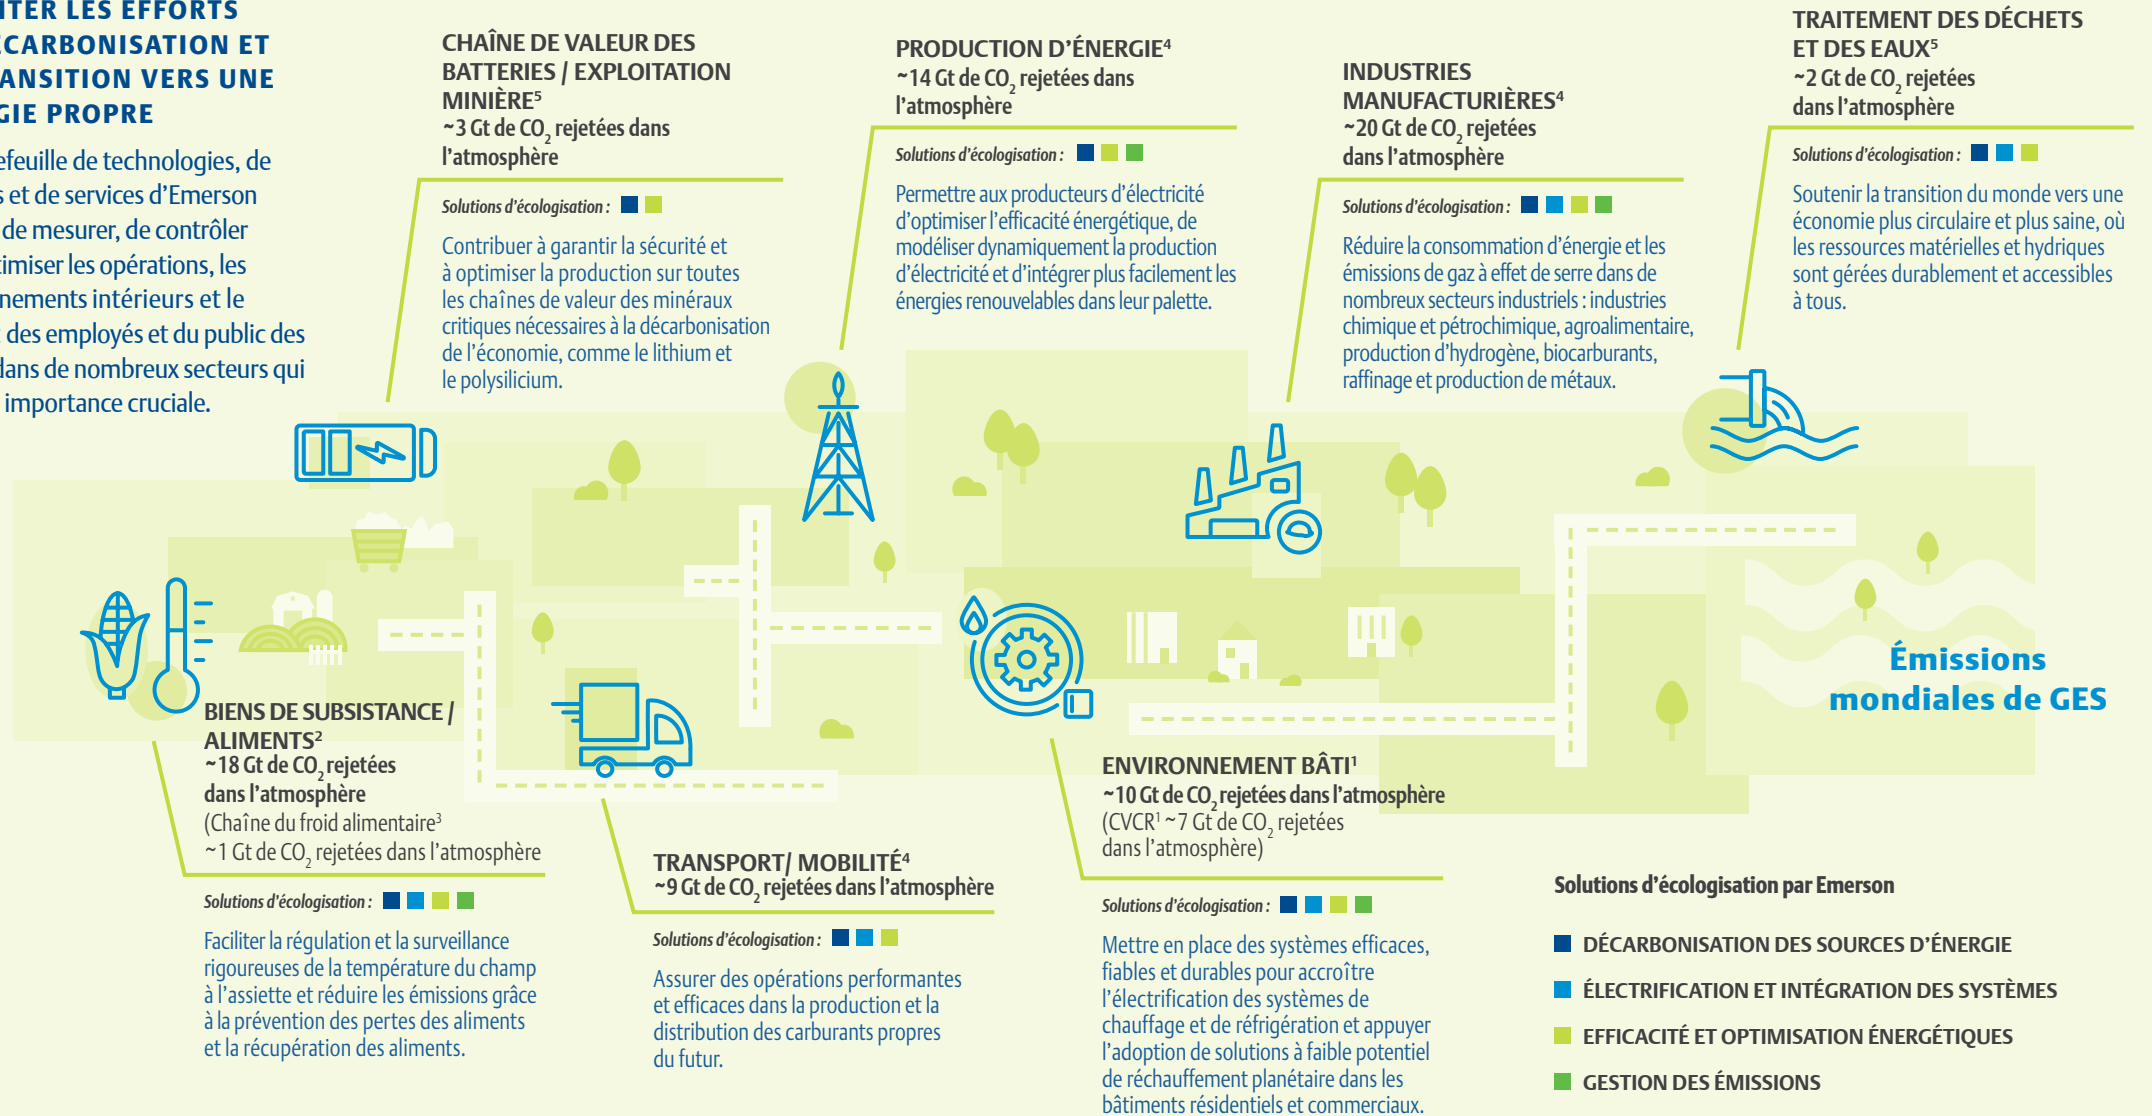 ITER LES EFFORTS
ÉCARBONISATION ET
ANSITION VERS UNE
GIE PROPRE
efeuille de technologies, de
s et de services d’Emerson
de mesurer, de contrôler
timiser les opérations, les
nements intérieurs et le
t des employés et du public des
dans de nombreux secteurs qui
importance cruciale.
CHAÎNE DE VALEUR DES
BATTERIES / EXPLOITATION
MINIÈRE⁵
~3 Gt de CO₂ rejetées dans
l’atmosphère
Solutions d’écologisation :
Contribuer à garantir la sécurité et
à optimiser la production sur toutes
les chaînes de valeur des minéraux
critiques nécessaires à la décarbonisation
de l’économie, comme le lithium et
le polysilicium.
PRODUCTION D’ÉNERGIE⁴
~14 Gt de CO₂ rejetées dans
l’atmosphère
Solutions d’écologisation :
Permettre aux producteurs d’électricité
d’optimiser l’efficacité énergétique, de
modéliser dynamiquement la production
d’électricité et d’intégrer plus facilement les
énergies renouvelables dans leur palette.
INDUSTRIES
MANUFACTURIÈRES⁴
~20 Gt de CO₂ rejetées
dans l’atmosphère
Solutions d’écologisation :
Réduire la consommation d’énergie et les
émissions de gaz à effet de serre dans de
nombreux secteurs industriels : industries
chimique et pétrochimique, agroalimentaire,
production d’hydrogène, biocarburants,
raffinage et production de métaux.
TRAITEMENT DES DÉCHETS
ET DES EAUX⁵
~2 Gt de CO₂ rejetées
dans l’atmosphère
Solutions d’écologisation :
Soutenir la transition du monde vers une
économie plus circulaire et plus saine, où
les ressources matérielles et hydriques
sont gérées durablement et accessibles
à tous.
Émissions
mondiales de GES
BIENS DE SUBSISTANCE /
ALIMENTS²
~18 Gt de CO₂ rejetées
dans l’atmosphère
(Chaîne du froid alimentaire³
~1 Gt de CO₂ rejetées dans l’atmosphère
Solutions d’écologisation :
Faciliter la régulation et la surveillance
rigoureuses de la température du champ
à l’assiette et réduire les émissions grâce
à la prévention des pertes des aliments
et la récupération des aliments.
TRANSPORT/ MOBILITÉ⁴
~9 Gt de CO₂ rejetées dans l’atmosphère
Solutions d’écologisation :
Assurer des opérations performantes
et efficaces dans la production et la
distribution des carburants propres
du futur.
ENVIRONNEMENT BÂTI¹
~10 Gt de CO₂ rejetées dans l’atmosphère
(CVCR¹ ~7 Gt de CO₂ rejetées
dans l’atmosphère)
Solutions d’écologisation :
Mettre en place des systèmes efficaces,
fiables et durables pour accroître
l’électrification des systèmes de
chauffage et de réfrigération et appuyer
l’adoption de solutions à faible potentiel
de réchauffement planétaire dans les
bâtiments résidentiels et commerciaux.
Solutions d’écologisation par Emerson
DÉCARBONISATION DES SOURCES D’ÉNERGIE
ÉLECTRIFICATION ET INTÉGRATION DES SYSTÈMES
EFFICACITÉ ET OPTIMISATION ÉNERGÉTIQUES
GESTION DES ÉMISSIONS